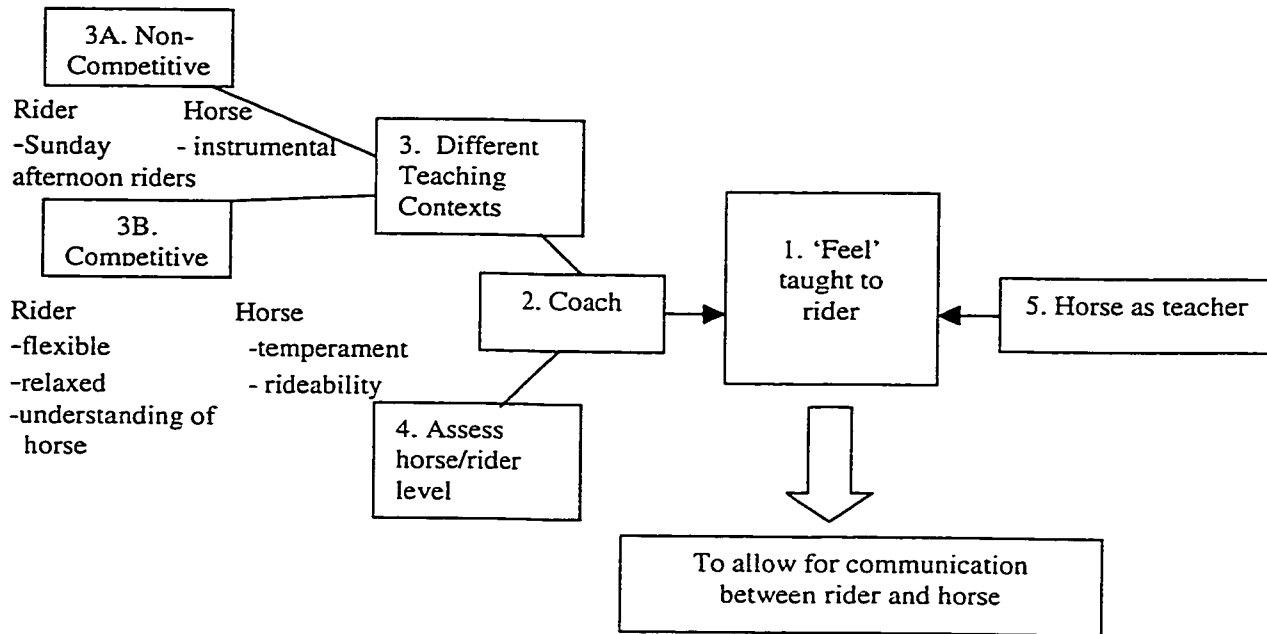 3A. Non-
Competitive
Rider Horse
-Sunday - instrumental
afternoon riders
3B.
Competitive
Rider Horse
-flexible -temperament
-relaxed - rideability
-understanding of
horse
3. Different
Teaching
Contexts
2. Coach
4. Assess
horse/rider
level
1. ‘Feel’
taught to
rider
5. Horse as teacher
To allow for communication
between rider and horse